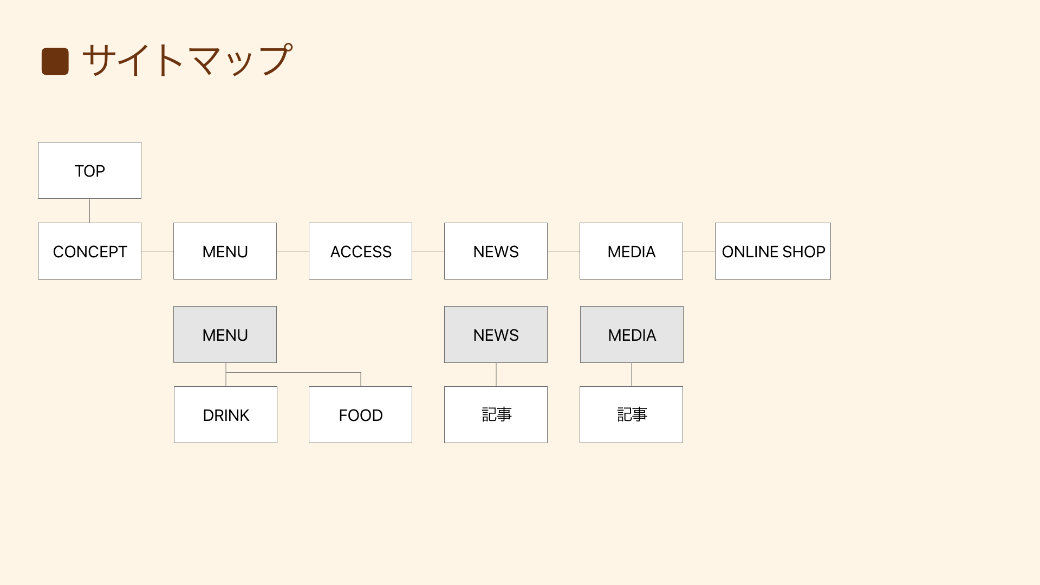 サイトマップ
TOP
CONCEPT
MENU
ACCESS
NEWS
MEDIA
ONLINE SHOP
MENU
NEWS
MEDIA
DRINK
FOOD
記事
記事